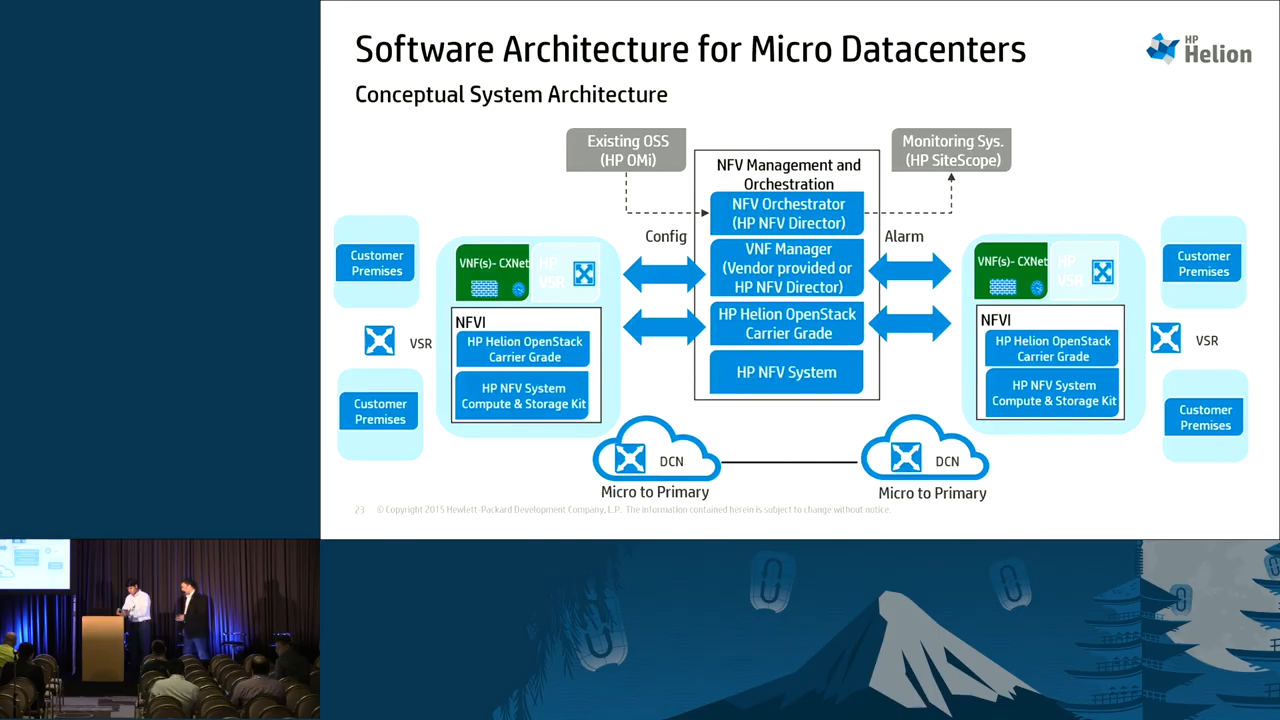 Software Architecture for Micro Datacenters
HP
Helion
Conceptual System Architecture
Existing OSS
(HP OMi)
Monitoring Sys.
(HP SiteScope)
NFV Management and
Orchestration
NFV Orchestrator
(HP NFV Director)
Config
Alarm
VNF Manager
(Vendor provided or
HP NFV Director)
HP Helion OpenStack
Carrier Grade
HP NFV System
Customer
Premises
VSR
Customer
Premises
VNF(s)- CXNet
HP
VSR
NFVI
HP Helion OpenStack
Carrier Grade
HP NFV System
Compute & Storage Kit
VNF(s)- CXNet
HP
VSR
NFVI
HP Helion OpenStack
Carrier Grade
HP NFV System
Compute & Storage Kit
Customer
Premises
VSR
Customer
Premises
DCN
Micro to Primary
DCN
Micro to Primary
23 © Copyright 2015 Hewlett-Packard Development Company, L.P. The information contained herein is subject to change without notice.